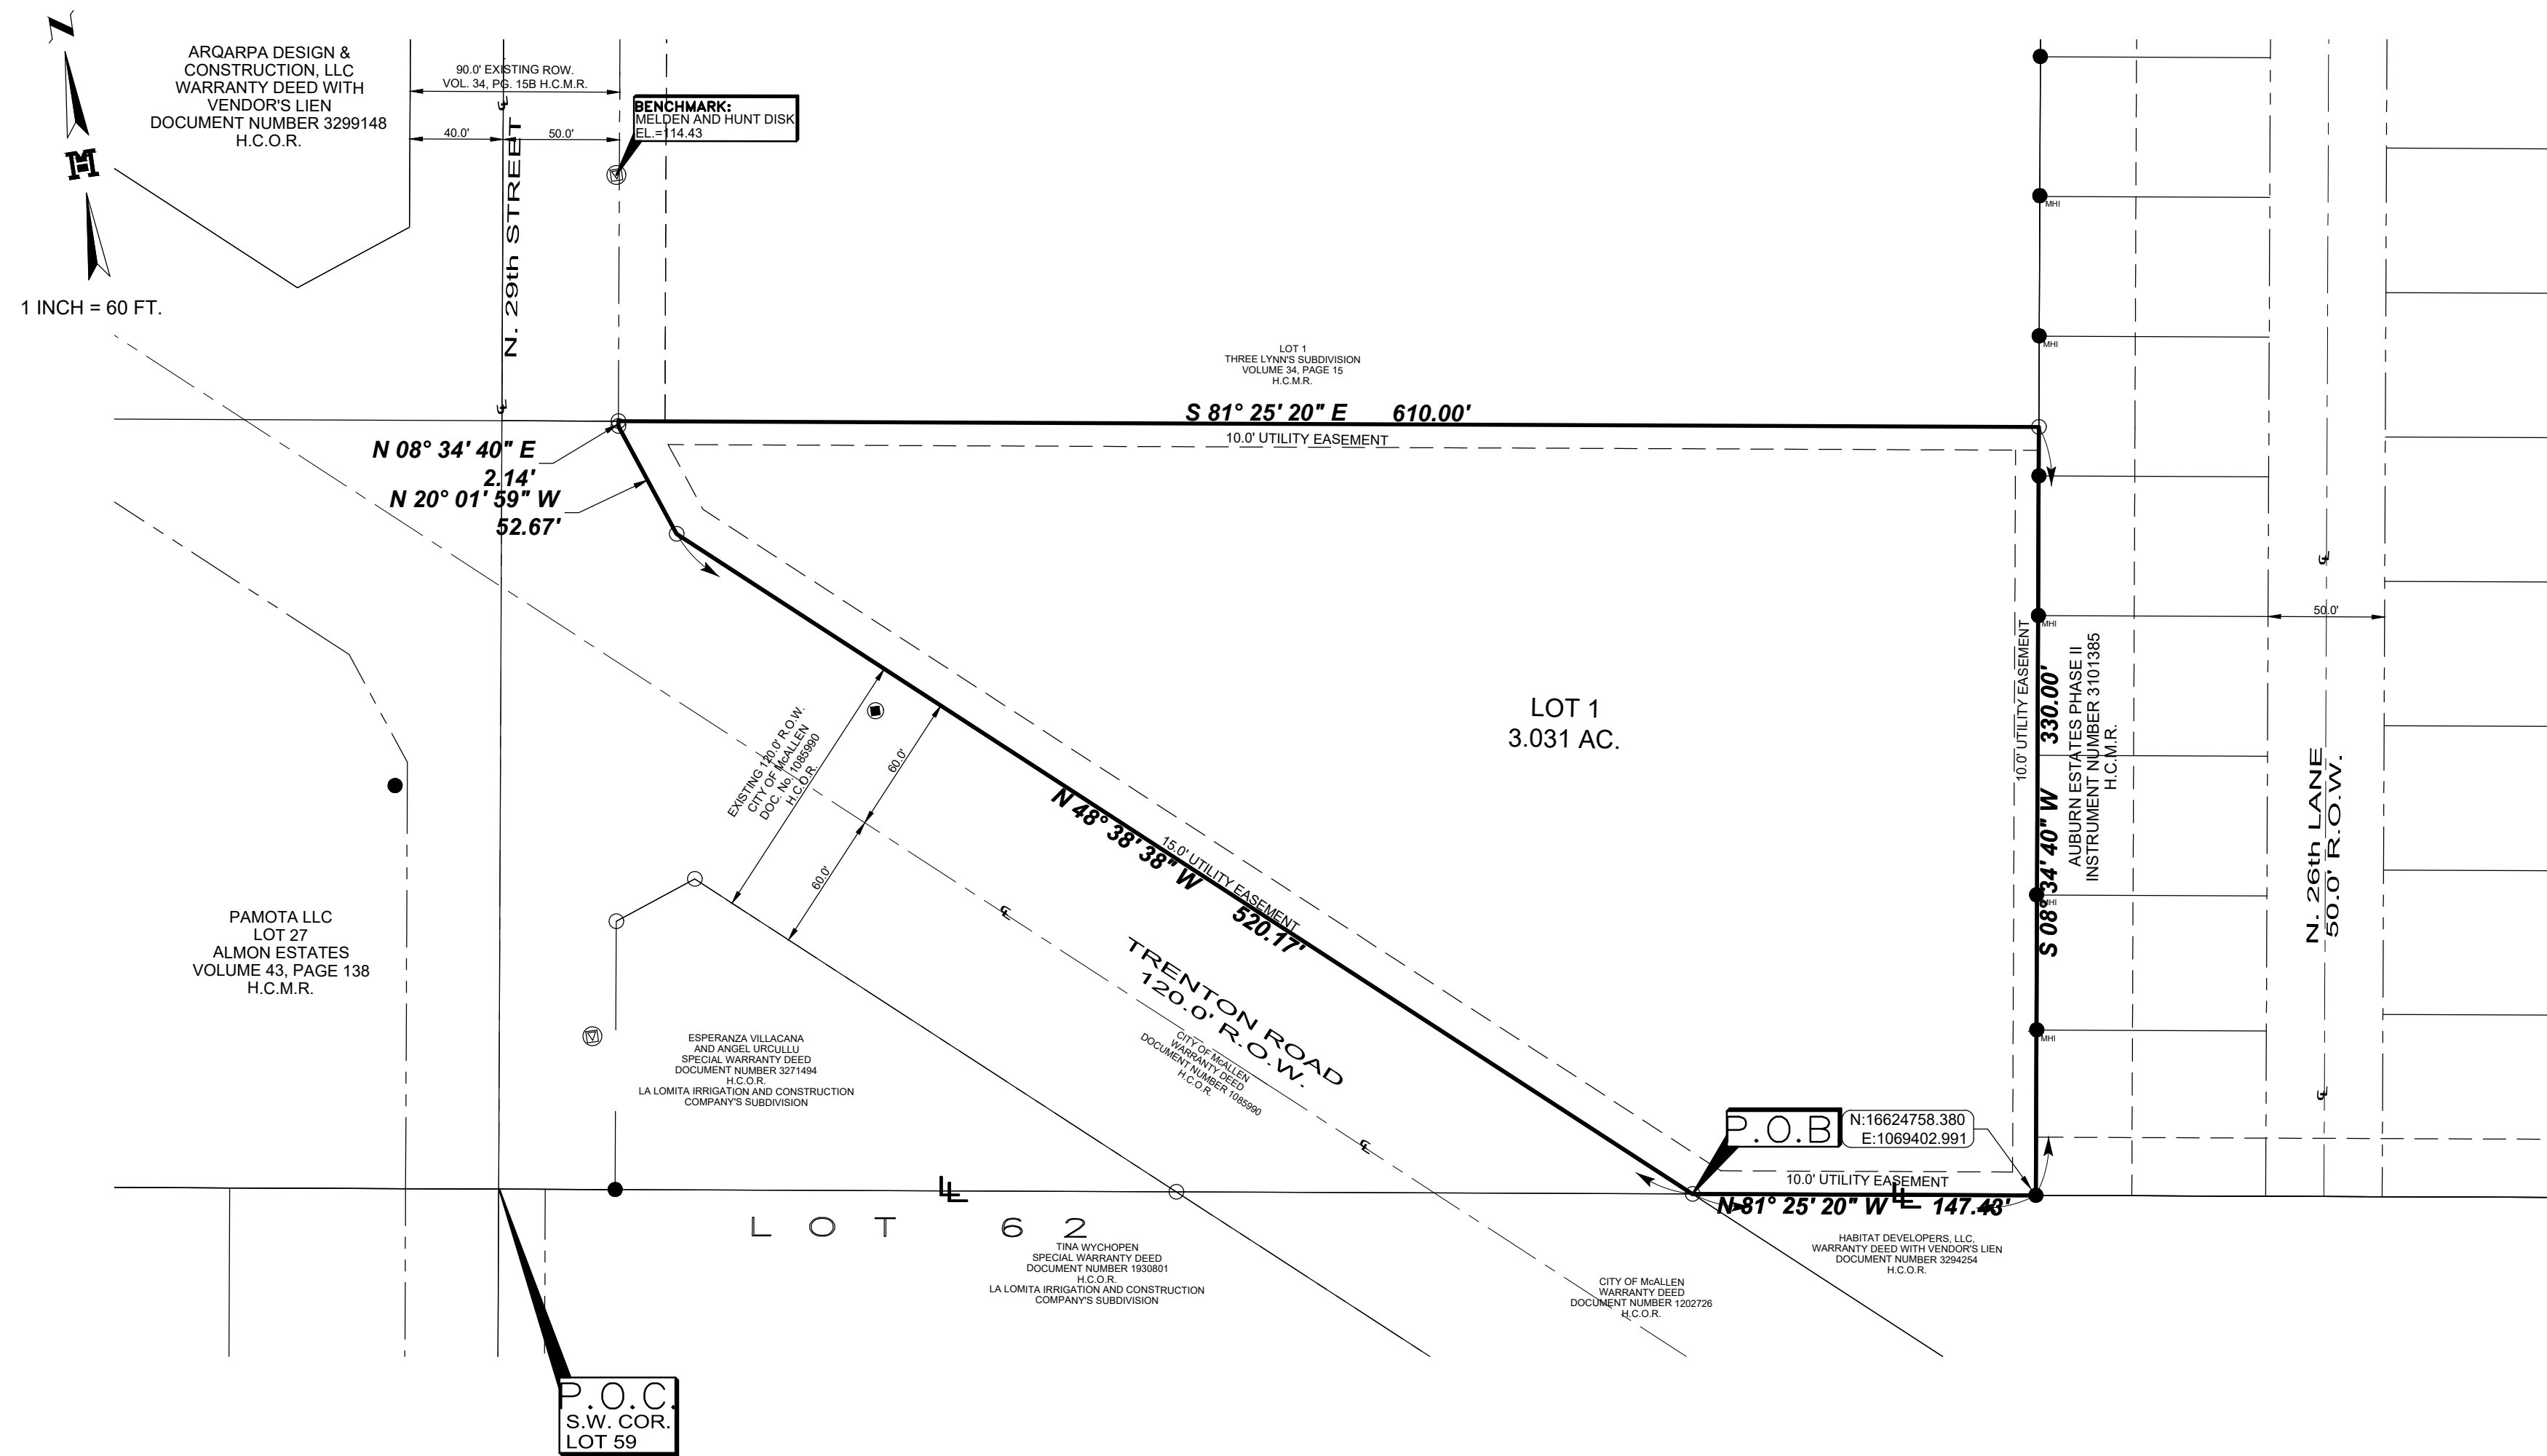 N
ARQARPA DESIGN &
CONSTRUCTION, LLC
WARRANTY DEED WITH
VENDOR'S LIEN
DOCUMENT NUMBER 3299148
H.C.O.R.
1 INCH = 60 FT.
90.0' EXISTING ROW.
VOL. 34, PG. 15B H.C.M.R.
40.0'
50.0'
N. 29th STREET
BENCHMARK:
MELDEN AND HUNT DISK
EL.=114.43
LOT 1
THREE LYNN'S SUBDIVISION
VOLUME 34, PAGE 15
H.C.M.R.
S 81° 25' 20" E 610.00'
10.0' UTILITY EASEMENT
N 08° 34' 40" E
2.14'
N 20° 01' 59" W
52.67'
MHI
MHI
MHI
MHI
MHI
LOT 1
3.031 AC.
10.0' UTILITY EASEMENT
S 08° 34' 40" W 330.00'
AUBURN ESTATES PHASE II
INSTRUMENT NUMBER 3101385
H.C.M.R.
50.0'
N. 26th LANE
50.0' R.O.W.
EXISTING 120.0' R.O.W.
CITY OF McALLEN
DOC. No. 1085990
H.C.O.R.
60.0'
60.0'
15.0' UTILITY EASEMENT
N 48° 38' 38" W 520.17'
TRENTON ROAD
120.0' R.O.W.
CITY OF McALLEN
WARRANTY DEED
DOCUMENT NUMBER 1085990
H.C.O.R.
PAMOTA LLC
LOT 27
ALMON ESTATES
VOLUME 43, PAGE 138
H.C.M.R.
ESPERANZA VILLACANA
AND ANGEL URCULLU
SPECIAL WARRANTY DEED
DOCUMENT NUMBER 3271494
H.C.O.R.
LA LOMITA IRRIGATION AND CONSTRUCTION
COMPANY'S SUBDIVISION
P.O.B
N:16624758.380
E:1069402.991
10.0' UTILITY EASEMENT
N 81° 25' 20" W 147.43'
LOT 62
TINA WYCHOPEN
SPECIAL WARRANTY DEED
DOCUMENT NUMBER 1930801
H.C.O.R.
LA LOMITA IRRIGATION AND CONSTRUCTION
COMPANY'S SUBDIVISION
HABITAT DEVELOPERS, LLC,
WARRANTY DEED WITH VENDOR'S LIEN
DOCUMENT NUMBER 3294254
H.C.O.R.
CITY OF McALLEN
WARRANTY DEED
DOCUMENT NUMBER 1202726
H.C.O.R.
P.O.C.
S.W. COR.
LOT 59